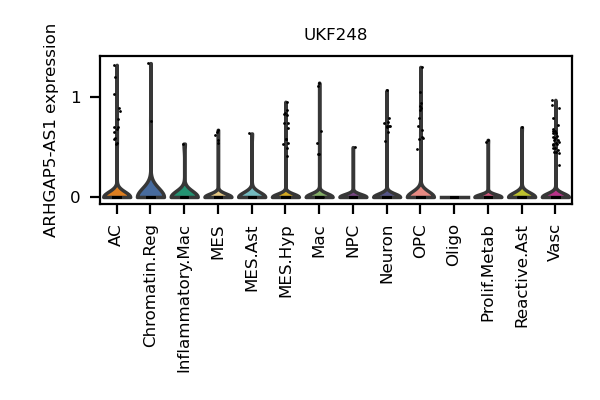 UKF248
ARHGAP5-AS1 expression
1
0
AC
Chromatin.Reg
Inflammatory.Mac
MES
MES.Ast
MES.Hyp
Mac
NPC
Neuron
OPC
Oligo
Prolif.Metab
Reactive.Ast
Vasc